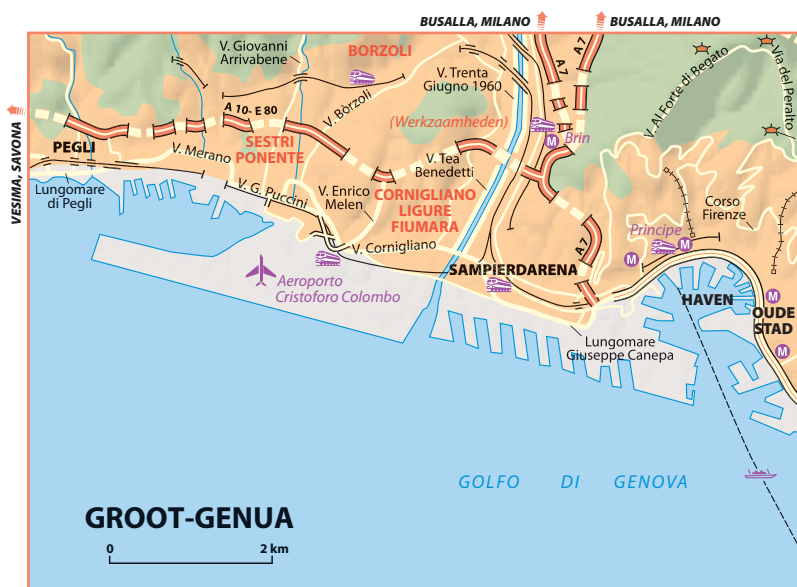 BUSALLA, MILANO
BUSALLA, MILANO
V. Giovanni
Arrivabene
BORZOLI
V. Trenta
Giugno 1960
A 7
A 7
V. Al Forte di Begato
Via del Peralto
A 10- E 80
V. Bòrzoli
(Werkzaamheden)
Brin
M
VESIMA, SAVONA
PEGLI
V. Merano
SESTRI
PONENTE
V. Tea
Benedetti
Lungomare
di Pegli
V. G. Puccini
V. Enrico
Melen
CORNIGLIANO
LIGURE
FIUMARA
Corso
Firenze
Principe
M
M
A 7
V. Cornigliano
SAMPIERDARENA
Aeroporto
Cristoforo Colombo
HAVEN
M
OUDE
STAD
M
Lungomare
Giuseppe Canepa
GOLFO DI GENOVA
GROOT-GENUA
0
2 km